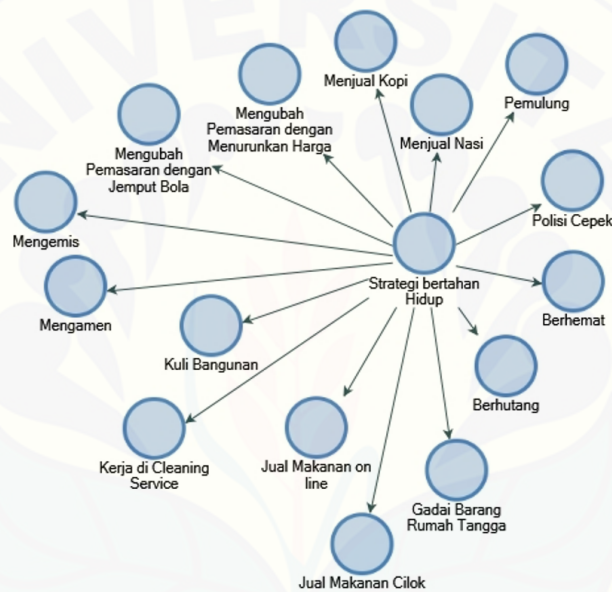 UNIVERSIT
Menjual Kopi
Mengubah
Pemasaran dengan
Menurunkan Harga
Pemulung
Menjual Nasi
Mengubah
Pemasaran dengan
Jemput Bola
Polisi Cepek
Mengemis
Strategi bertahan
Hidup
Mengamen
Berhemat
Kuli Bangunan
Berhutang
Kerja di Cleaning
Service
Jual Makanan on
line
Gadai Barang
Rumah Tangga
Jual Makanan Cilok